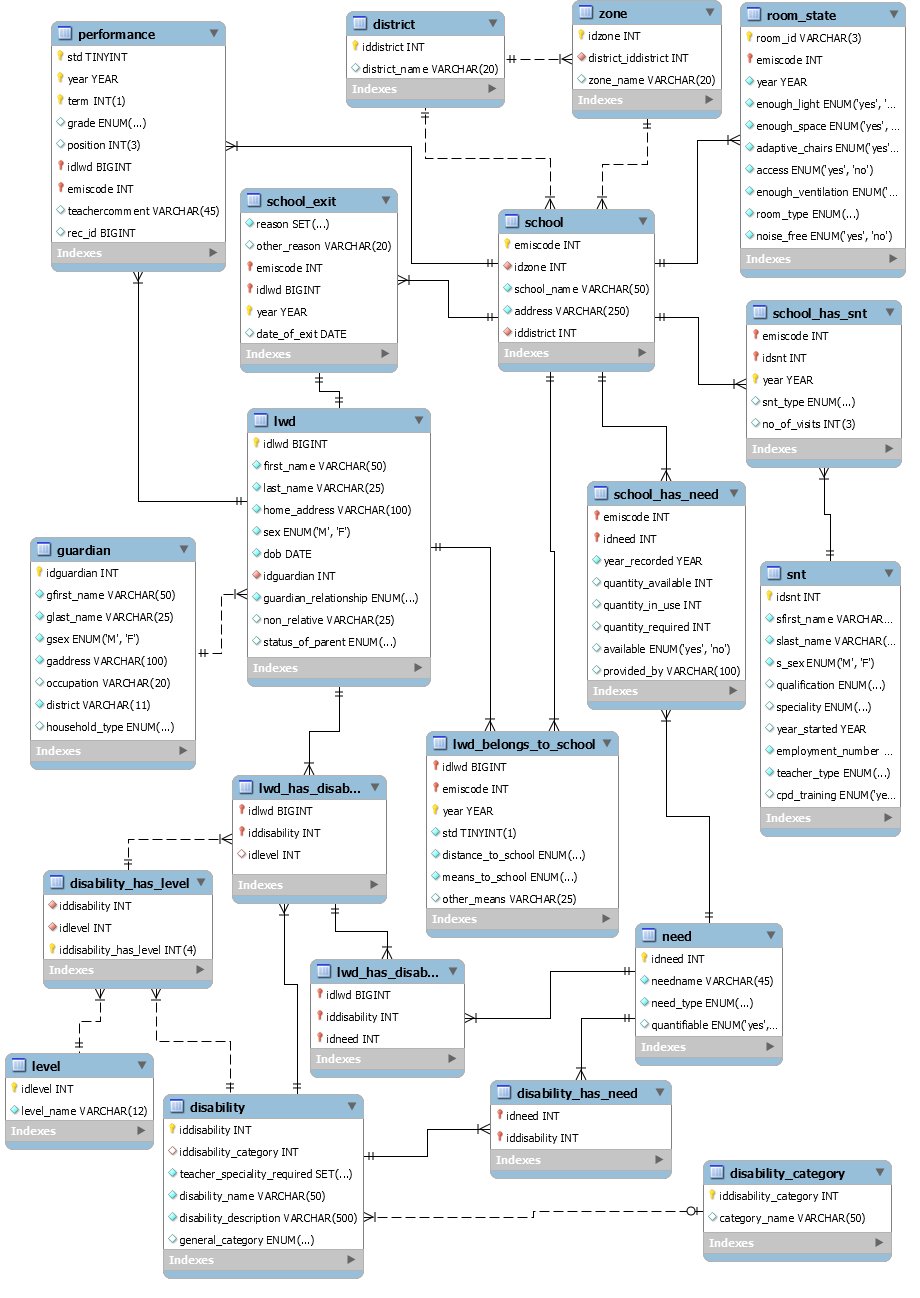 performance
std TINYINT
year YEAR
term INT(1)
grade ENUM(...)
position INT(3)
idlwd BIGINT
emiscode INT
teachercomment VARCHAR(45)
rec_id BIGINT
Indexes
district
iddistrict INT
district_name VARCHAR(20)
Indexes
zone
idzone INT
district_iddistrict INT
zone_name VARCHAR(20)
Indexes
room_state
room_id VARCHAR(3)
emiscode INT
year YEAR
enough_light ENUM('yes', '...
enough_space ENUM('yes', ...
adaptive_chairs ENUM('yes'...
access ENUM('yes', 'no')
enough_ventilation ENUM('...
room_type ENUM(...)
noise_free ENUM('yes', 'no')
Indexes
school_exit
reason SET(...)
other_reason VARCHAR(20)
emiscode INT
idlwd BIGINT
year YEAR
date_of_exit DATE
Indexes
school
emiscode INT
idzone INT
school_name VARCHAR(50)
address VARCHAR(250)
iddistrict INT
Indexes
school_has_snt
emiscode INT
idsnt INT
year YEAR
snt_type ENUM(...)
no_of_visits INT(3)
Indexes
lwd
idlwd BIGINT
first_name VARCHAR(50)
last_name VARCHAR(25)
home_address VARCHAR(100)
sex ENUM('M', 'F')
dob DATE
idguardian INT
guardian_relationship ENUM(...)
non_relative VARCHAR(25)
status_of_parent ENUM(...)
Indexes
school_has_need
emiscode INT
idneed INT
year_recorded YEAR
quantity_available INT
quantity_in_use INT
quantity_required INT
available ENUM('yes', 'no')
provided_by VARCHAR(100)
Indexes
guardian
idguardian INT
gfirst_name VARCHAR(50)
glast_name VARCHAR(25)
gsex ENUM('M', 'F')
gaddress VARCHAR(100)
occupation VARCHAR(20)
district VARCHAR(11)
household_type ENUM(...)
Indexes
snt
idsnt INT
sfirst_name VARCHAR...
slast_name VARCHAR(...
s_sex ENUM('M', 'F')
qualification ENUM(...)
speciality ENUM(...)
year_started YEAR
employment_number ...
teacher_type ENUM(...)
cpd_training ENUM('ye...
Indexes
lwd_belongs_to_school
idlwd BIGINT
emiscode INT
year YEAR
std TINYINT(1)
distance_to_school ENUM(...)
means_to_school ENUM(...)
other_means VARCHAR(25)
Indexes
lwd_has_disab...
idlwd BIGINT
iddisability INT
idlevel INT
Indexes
disability_has_level
iddisability INT
idlevel INT
iddisability_has_level INT(4)
Indexes
lwd_has_disab...
idlwd BIGINT
iddisability INT
idneed INT
Indexes
need
idneed INT
needname VARCHAR(45)
need_type ENUM(...)
quantifiable ENUM('yes',...
Indexes
level
idlevel INT
level_name VARCHAR(12)
Indexes
disability
iddisability INT
iddisability_category INT
teacher_speciality_required SET(...)
disability_name VARCHAR(50)
disability_description VARCHAR(500)
general_category ENUM(...)
Indexes
disability_has_need
idneed INT
iddisability INT
Indexes
disability_category
iddisability_category INT
category_name VARCHAR(50)
Indexes